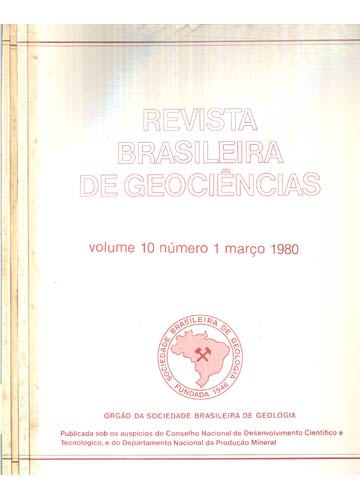 REVISTA
BRASILEIRA
DE GEOCIÊNCIAS
volume 10 número 1 março 1980
SOCIEDADE BRASILEIRA DE GEOLOGIA
FUNDADA 1946
ORGÃO DA SOCIEDADE BRASILEIRA DE GEOLOGIA
Publicada sob os auspícios do Conselho Nacional de Desenvolvimento Científico e
Tecnológico, e do Departamento Nacional da Produção Mineral